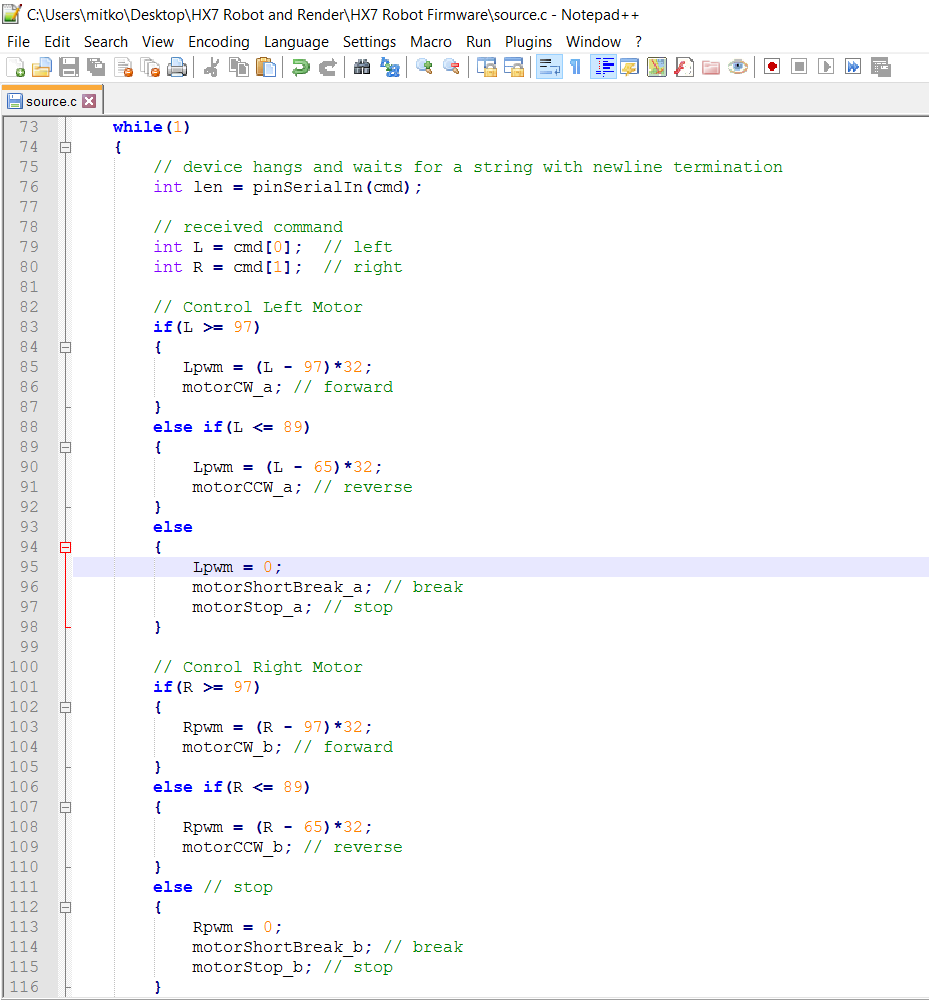 C:\Users\mitko\Desktop\HX7 Robot and Render\HX7 Robot Firmware\source.c - Notepad++
File Edit Search View Encoding Language Settings Macro Run Plugins Window ?
source.c
73 while(1)
74 {
75 // device hangs and waits for a string with newline termination
76 int len = pinSerialIn(cmd);
77
78 // received command
79 int L = cmd[0]; // left
80 int R = cmd[1]; // right
81
82 // Control Left Motor
83 if(L >= 97)
84 {
85 Lpwm = (L - 97)*32;
86 motorCW_a; // forward
87 }
88 else if(L <= 89)
89 {
90 Lpwm = (L - 65)*32;
91 motorCCW_a; // reverse
92 }
93 else
94 {
95 Lpwm = 0;
96 motorShortBreak_a; // break
97 motorStop_a; // stop
98 }
99
100 // Conrol Right Motor
101 if(R >= 97)
102 {
103 Rpwm = (R - 97)*32;
104 motorCW_b; // forward
105 }
106 else if(R <= 89)
107 {
108 Rpwm = (R - 65)*32;
109 motorCCW_b; // reverse
110 }
111 else // stop
112 {
113 Rpwm = 0;
114 motorShortBreak_b; // break
115 motorStop_b; // stop
116 }